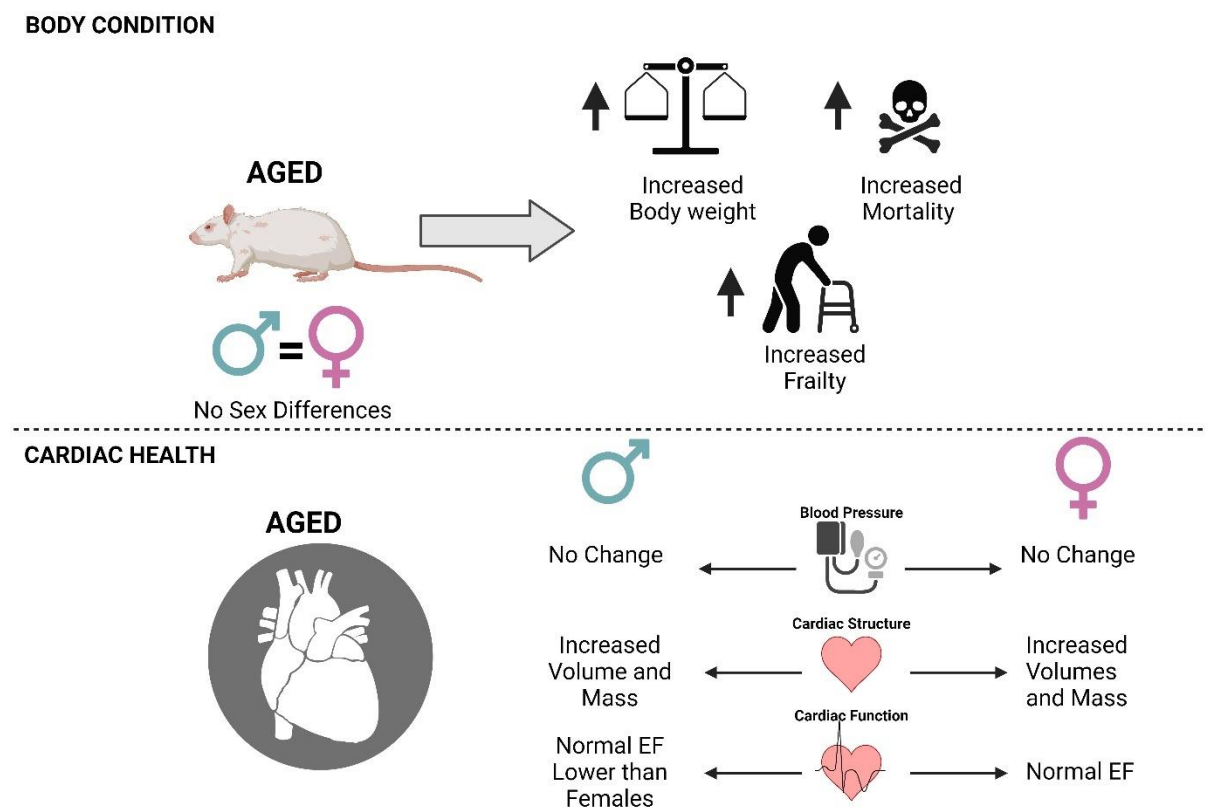 BODY CONDITION
AGED
Increased
Body weight
Increased
Mortality
Increased
Frailty
=
No Sex Differences
CARDIAC HEALTH
AGED
Blood Pressure
No Change
No Change
Cardiac Structure
Increased
Volume and
Mass
Increased
Volumes
and Mass
Cardiac Function
Normal EF
Lower than
Females
Normal EF